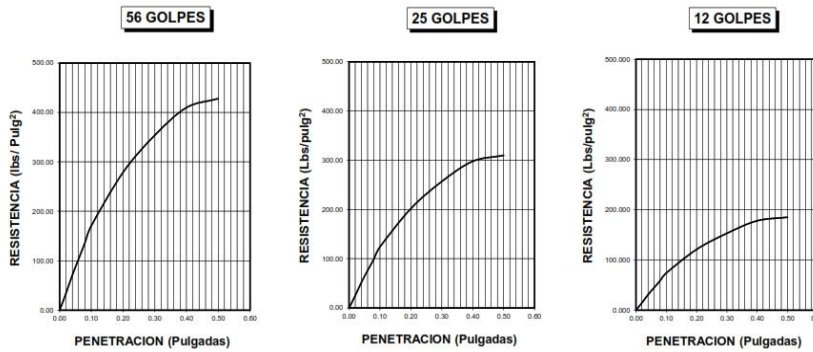 56 GOLPES
500.00
400.00
300.00
200.00
100.00
0.00
0.00 0.10 0.20 0.30 0.40 0.50 0.60
RESISTENCIA (lbs/ Pulg²)
PENETRACION (Pulgadas)
25 GOLPES
500.00
400.00
300.00
200.00
100.00
0.00
0.00 0.10 0.20 0.30 0.40 0.50 0.60
RESISTENCIA (Lbs/pulg²)
PENETRACION (Pulgadas)
12 GOLPES
500.000
400.000
300.000
200.000
100.000
0.000
0.00 0.10 0.20 0.30 0.40 0.50
RESISTENCIA (Lbs/pulg²)
PENETRACION (Pulgadas)